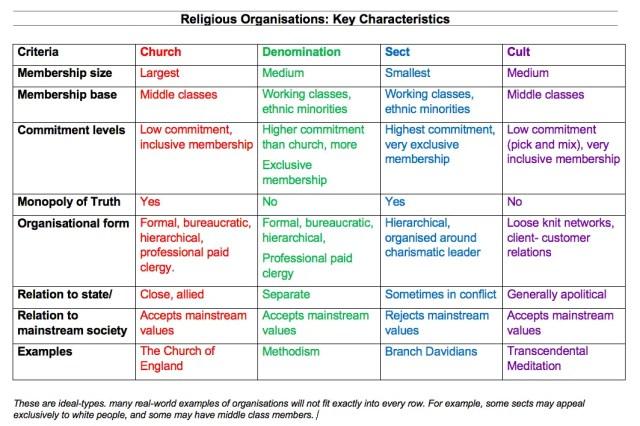 Religious Organisations: Key Characteristics
Criteria Church Denomination Sect Cult
Membership size Largest Medium Smallest Medium
Membership base Middle classes Working classes, Working classes, Middle classes
ethnic minorities ethnic minorities
Commitment levels Low commitment, Higher commitment Highest commitment, Low commitment
inclusive membership than church, more very exclusive (pick and mix), very
Exclusive membership inclusive membership
membership
Monopoly of Truth Yes No Yes No
Organisational form Formal, bureaucratic, Formal, bureaucratic, Hierarchical, Loose knit networks,
hierarchical, hierarchical, organised around client- customer
professional paid Professional paid charismatic leader relations
clergy. clergy
Relation to state/ Close, allied Separate Sometimes in conflict Generally apolitical
Relation to Accepts mainstream Accepts mainstream Rejects mainstream Accepts mainstream
mainstream society values values values values
Examples The Church of Methodism Branch Davidians Transcendental
England Meditation
These are ideal-types. many real-world examples of organisations will not fit exactly into every row. For example, some sects may appeal
exclusively to white people, and some may have middle class members.